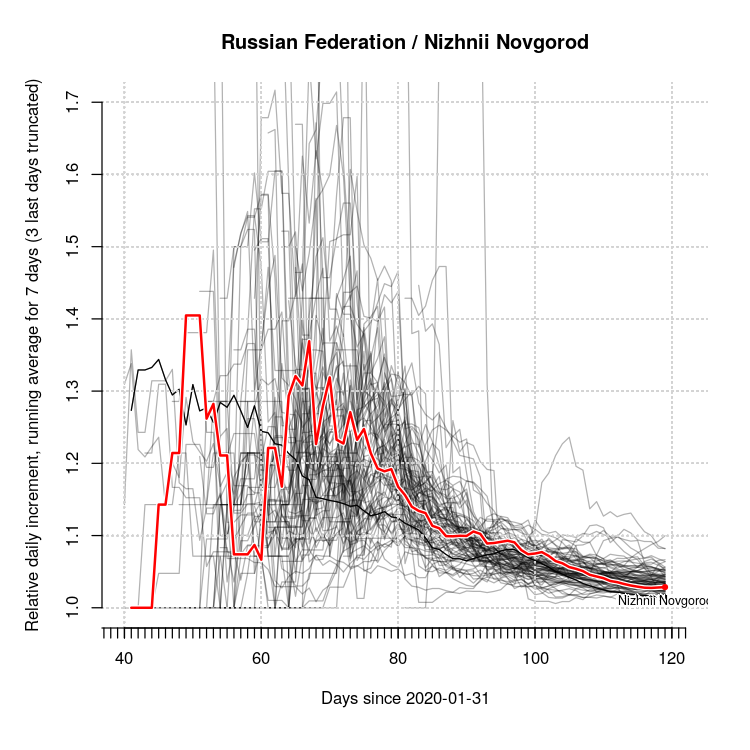 Russian Federation / Nizhnii Novgorod
Relative daily increment, running average for 7 days (3 last days truncated)
1.7
1.6
1.5
1.4
1.3
1.2
1.1
1.0
Nizhnii Novgorod
40 60 80 100 120
Days since 2020-01-31